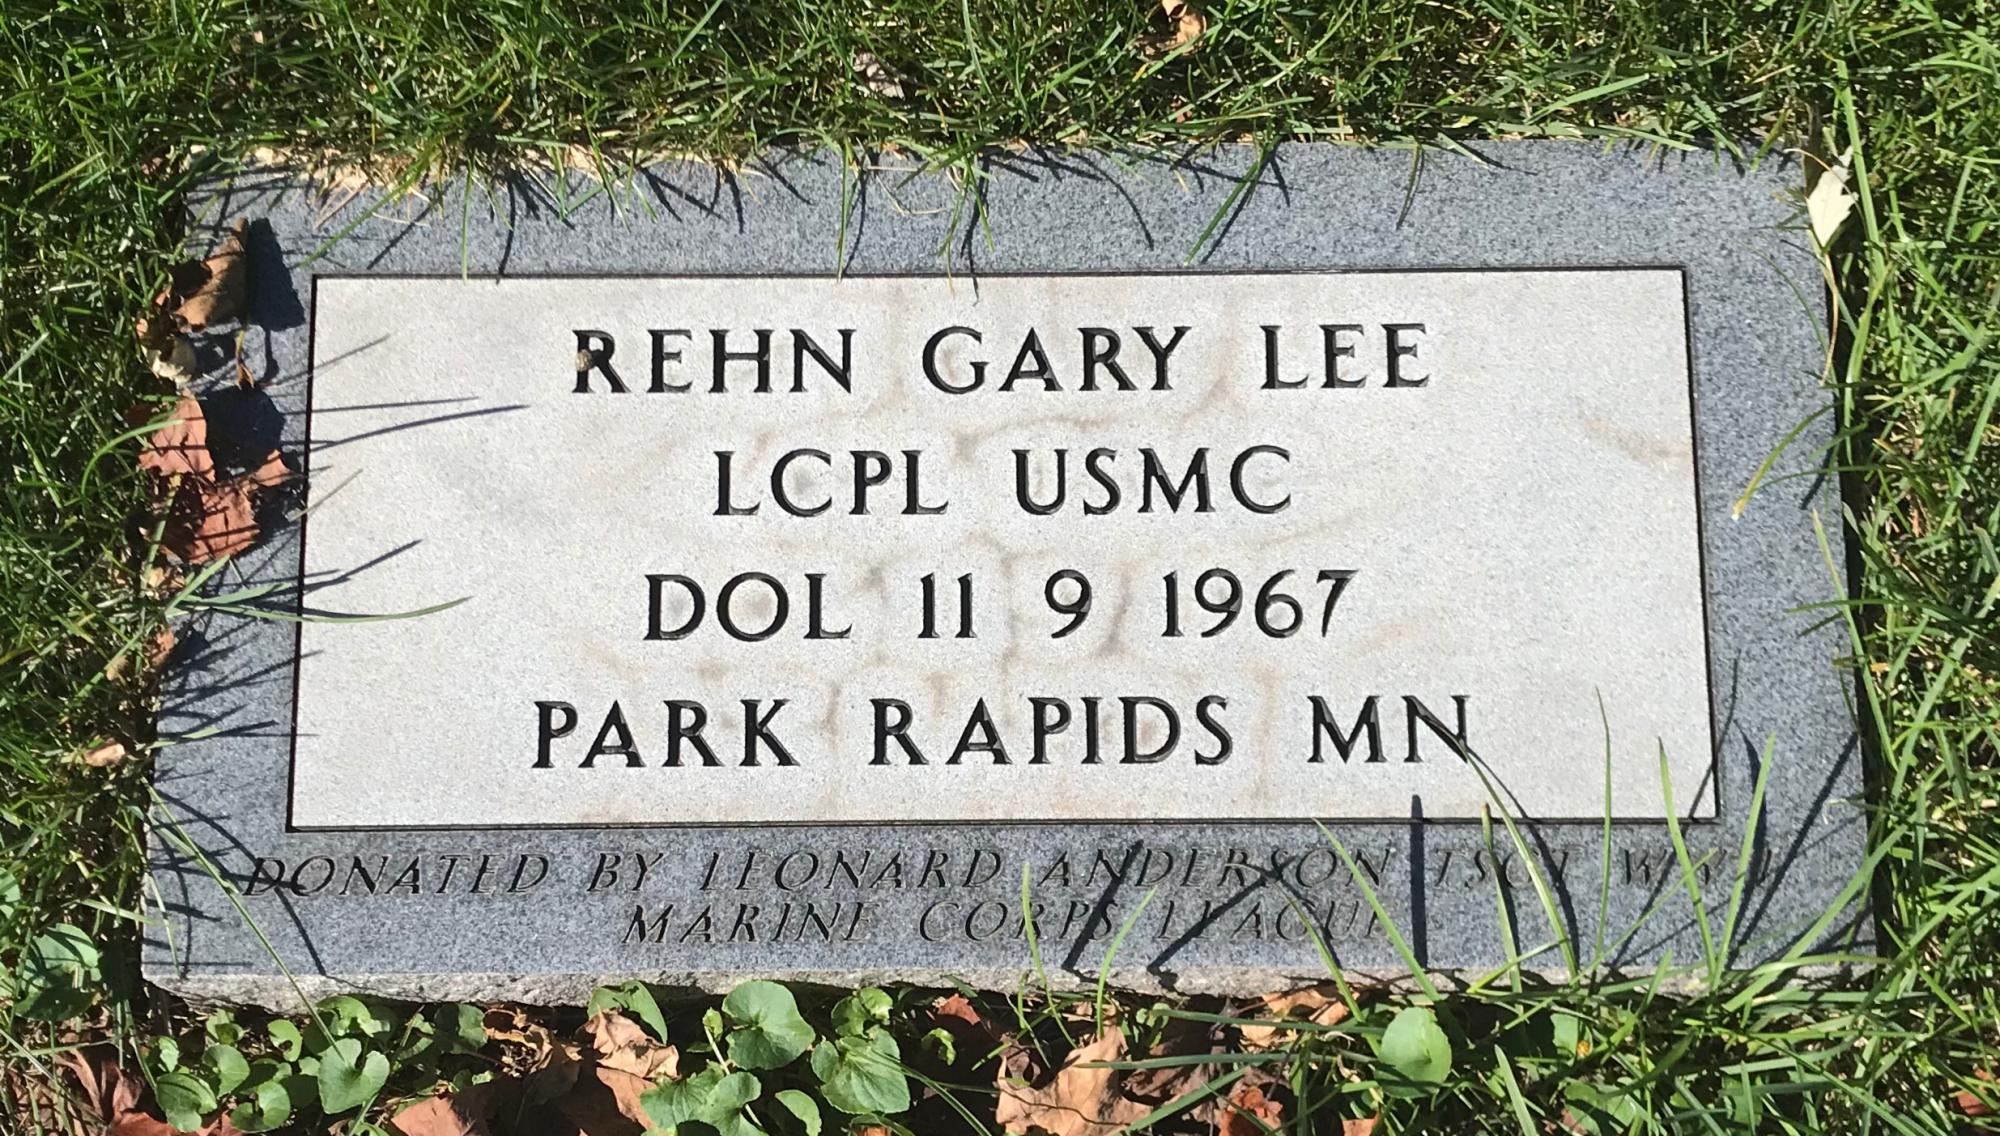 REHN GARY LEE
LCPL USMC
DOL 11 9 1967
PARK RAPIDS MN
DONATED BY LEONARD ANDERSON TSGT
MARINE CORPS LEAGUE